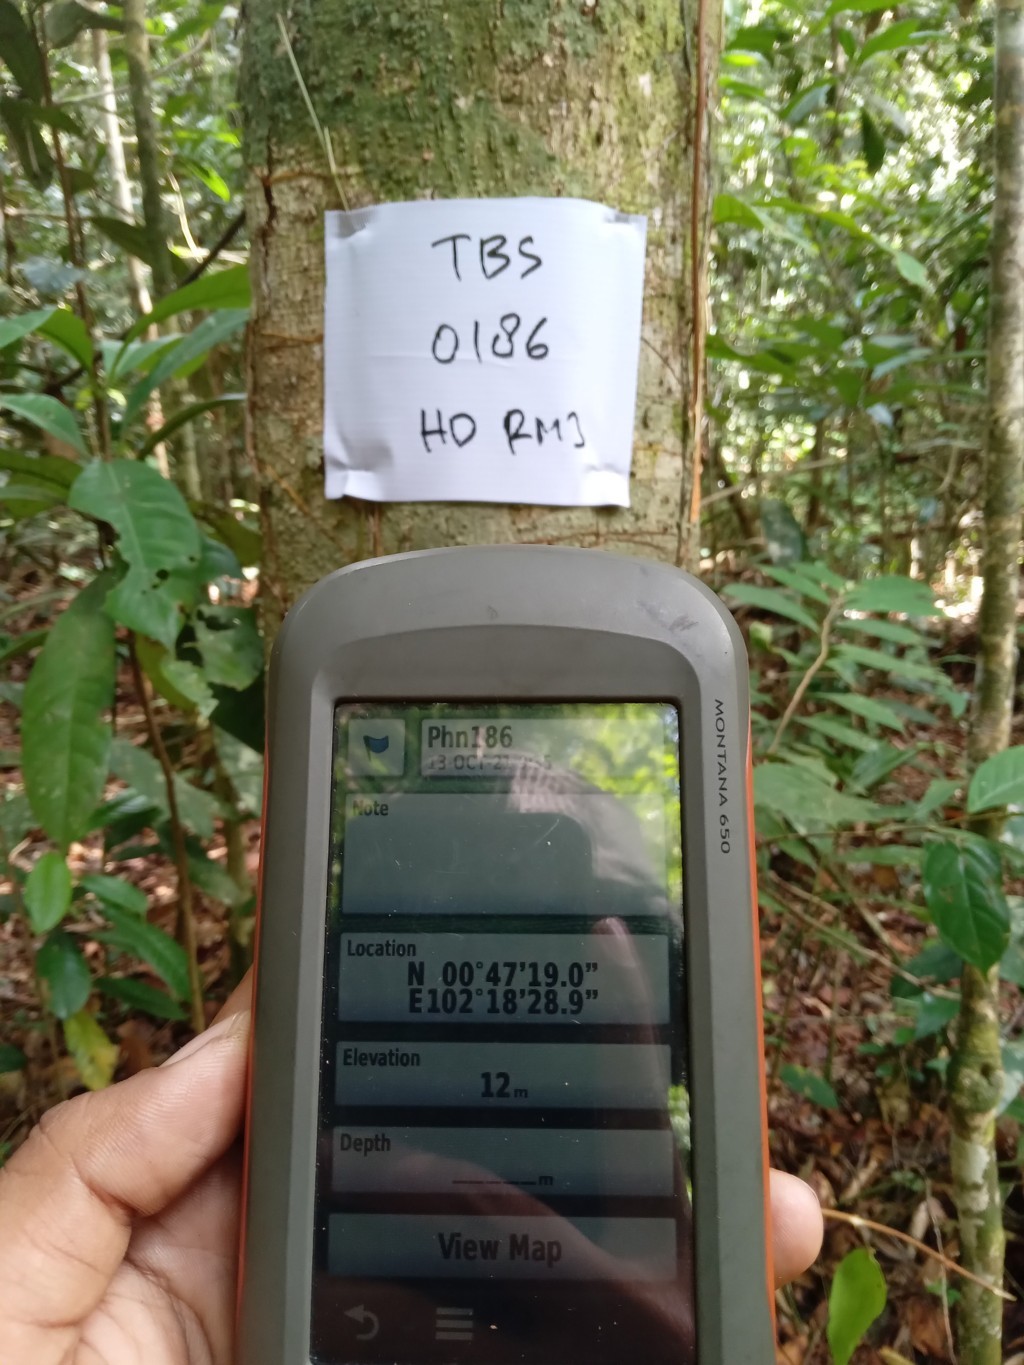 TBS
0186
HD RMJ
MONTANA 650
Phn186
Note
Location
N 00°47'19.0"
E102°18'28.9"
Elevation
12m
Depth
_____m
View Map